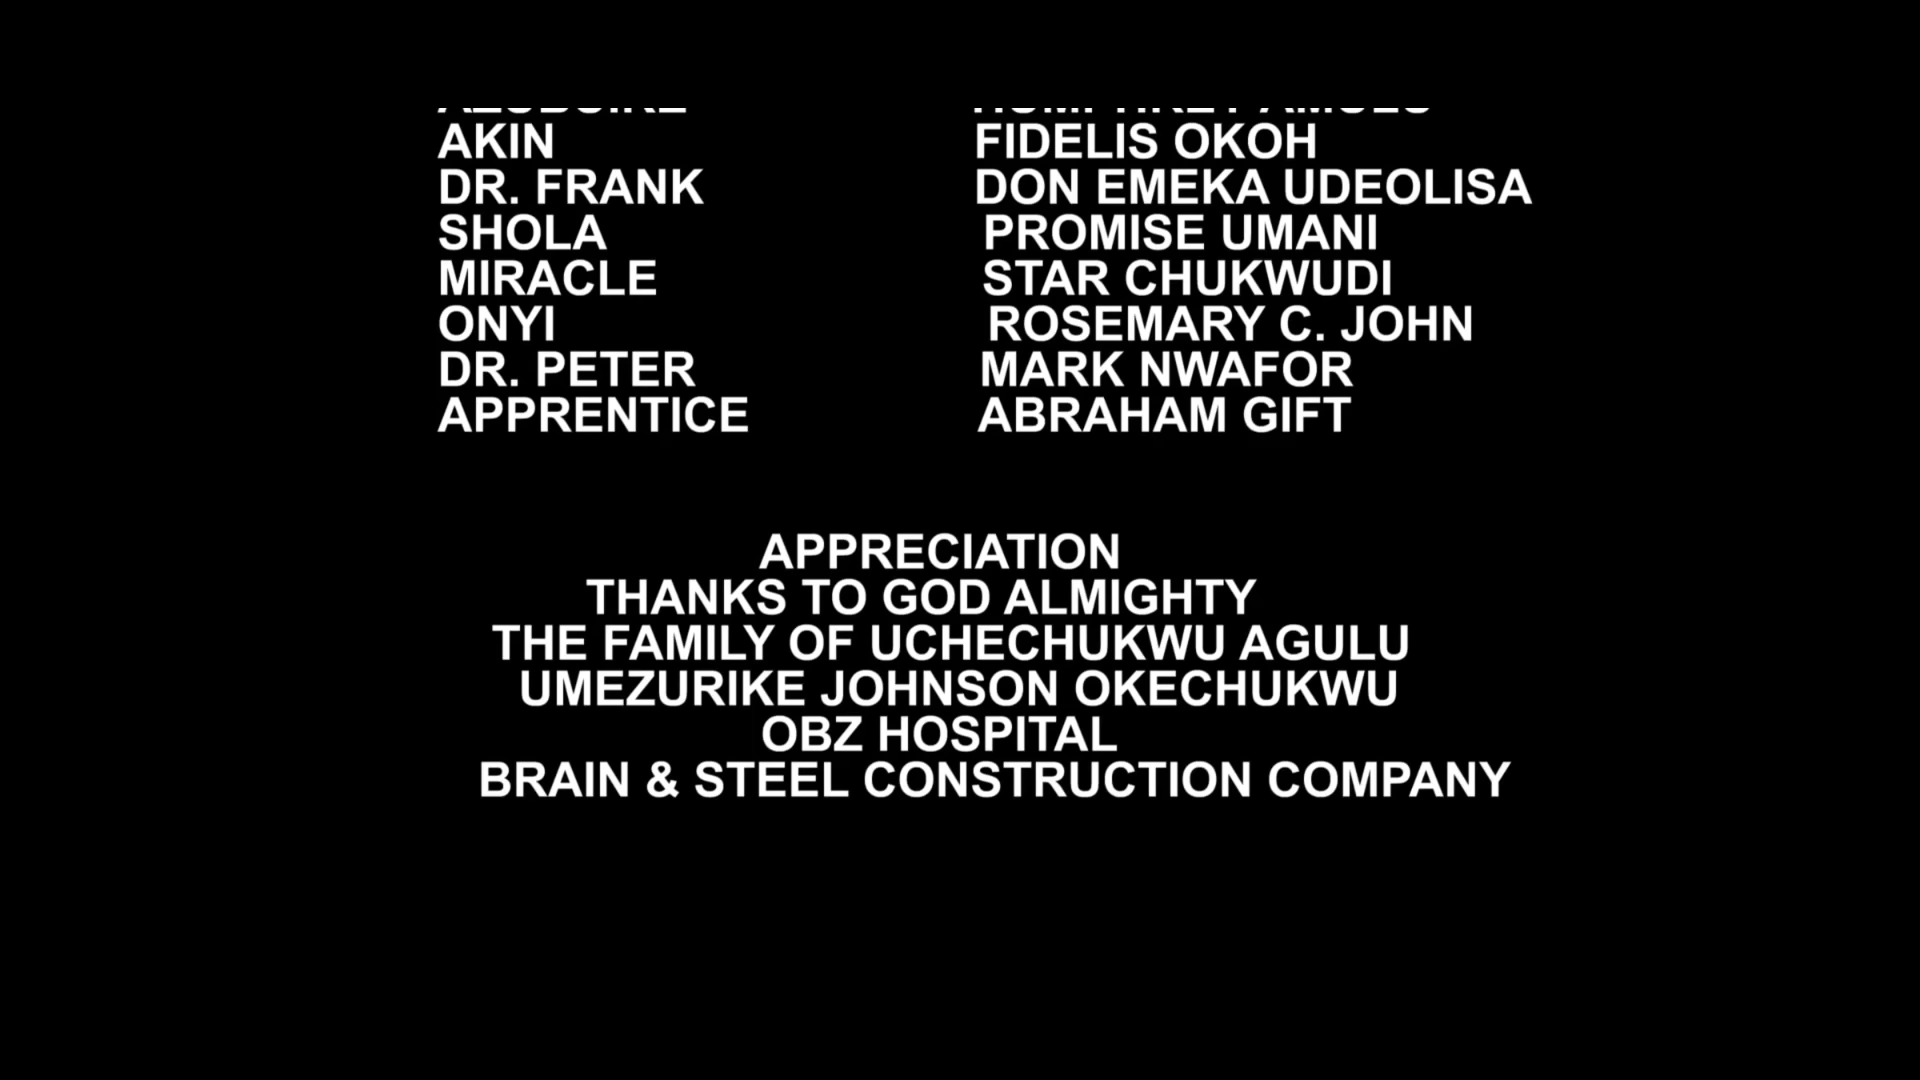 AKIN FIDELIS OKOH
DR. FRANK DON EMEKA UDEOLISA
SHOLA PROMISE UMANI
MIRACLE STAR CHUKWUDI
ONYI ROSEMARY C. JOHN
DR. PETER MARK NWAFOR
APPRENTICE ABRAHAM GIFT
APPRECIATION
THANKS TO GOD ALMIGHTY
THE FAMILY OF UCHECHUKWU AGULU
UMEZURIKE JOHNSON OKECHUKWU
OBZ HOSPITAL
BRAIN & STEEL CONSTRUCTION COMPANY